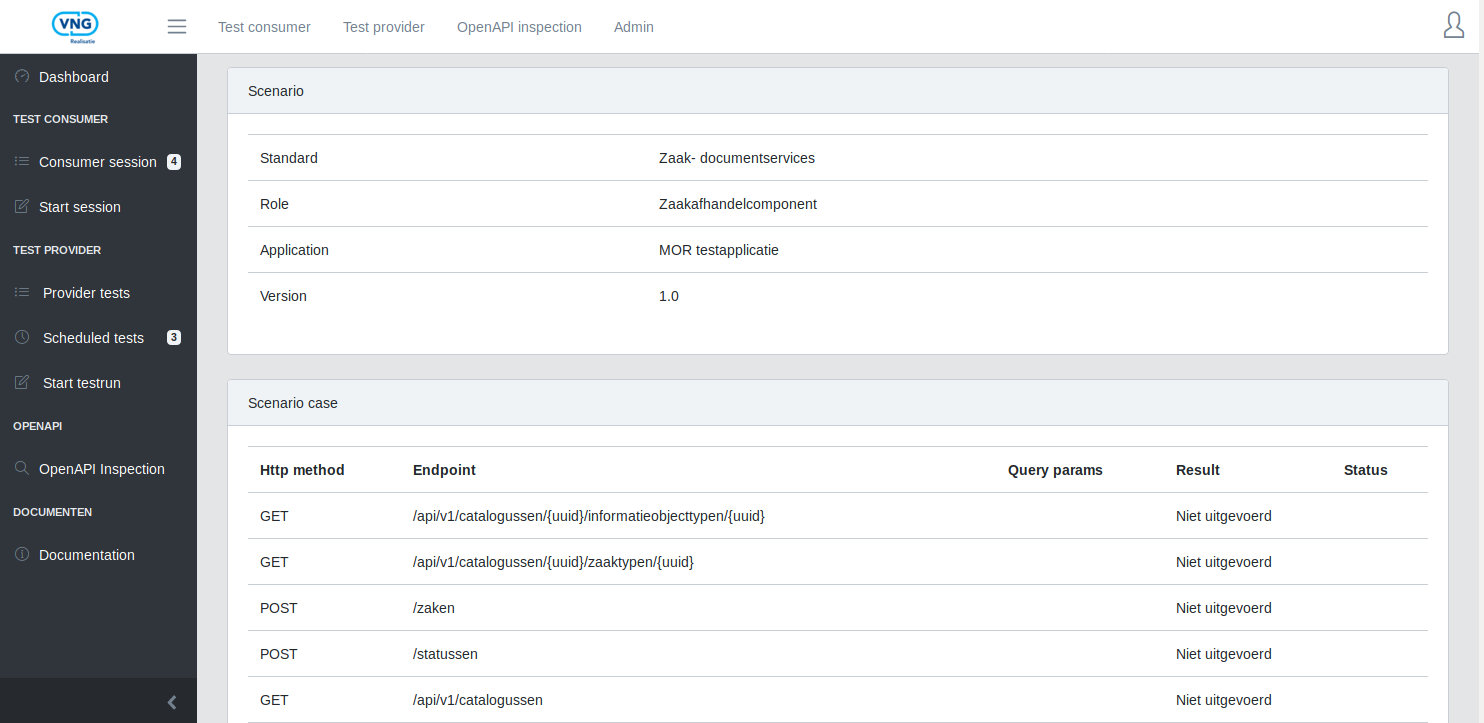 VNG
Realisatie
Test consumer Test provider OpenAPI inspection Admin
Dashboard
TEST CONSUMER
Consumer session 4
Start session
TEST PROVIDER
Provider tests
Scheduled tests 3
Start testrun
OPENAPI
OpenAPI Inspection
DOCUMENTEN
Documentation
Scenario
Standard Zaak- documentservices
Role Zaakafhandelcomponent
Application MOR testapplicatie
Version 1.0
Scenario case
Http method Endpoint Query params Result Status
GET /api/v1/catalogussen/{uuid}/informatieobjecttypen/{uuid} Niet uitgevoerd
GET /api/v1/catalogussen/{uuid}/zaaktypen/{uuid} Niet uitgevoerd
POST /zaken Niet uitgevoerd
POST /statussen Niet uitgevoerd
GET /api/v1/catalogussen Niet uitgevoerd